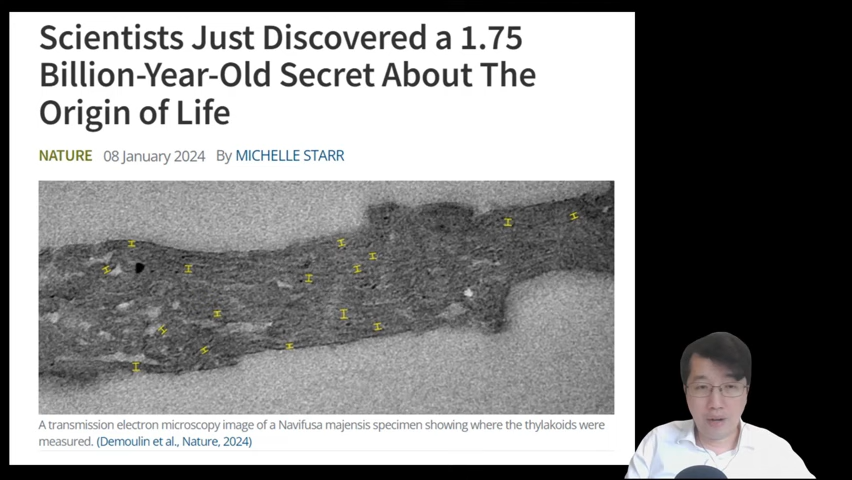 Scientists Just Discovered a 1.75
Billion-Year-Old Secret About The
Origin of Life
NATURE 08 January 2024 By MICHELLE STARR
A transmission electron microscopy image of a Navifusa majensis specimen showing where the thylakoids were
measured. (Demoulin et al., Nature, 2024)